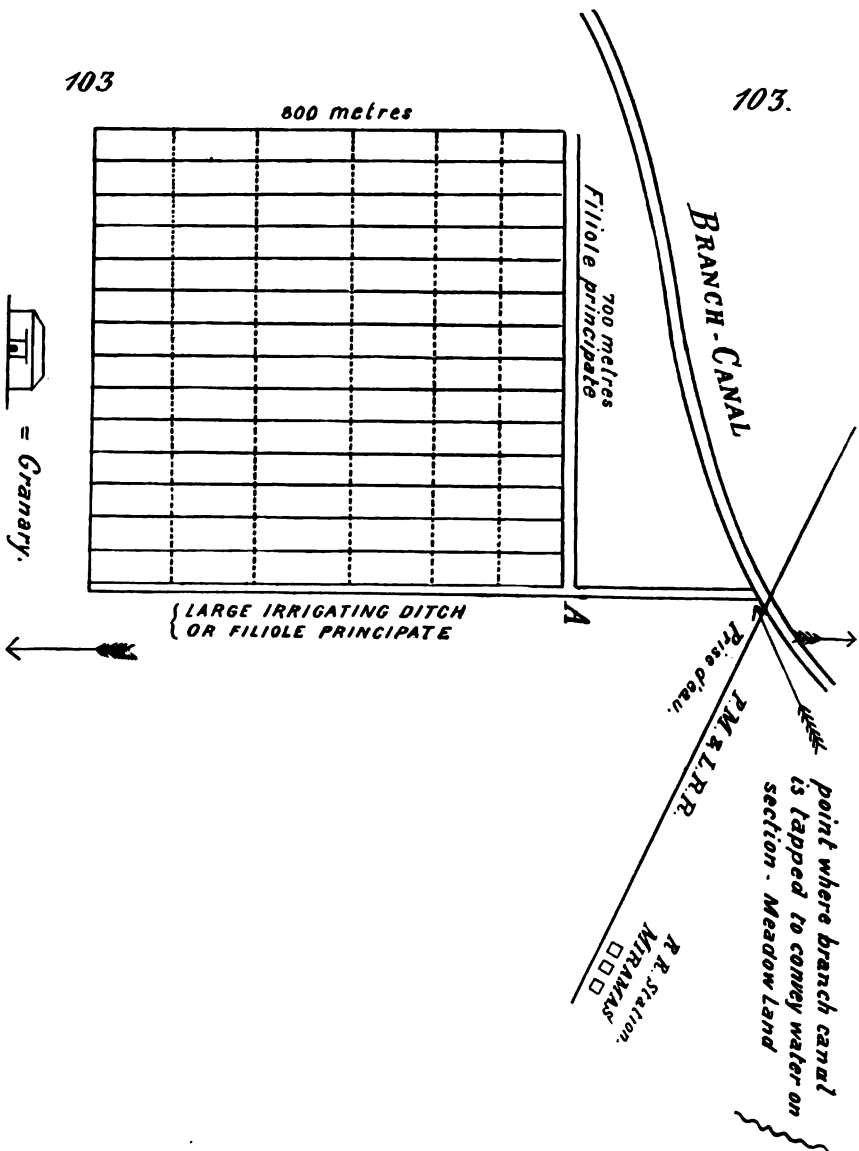 103
103.
800 metres
BRANCH-CANAL
Filiole principate
700 metres
= Granary.
{ LARGE IRRIGATING DITCH
OR FILIOLE PRINCIPATE
A
Prise d'eau.
P.M. & L.R.R.
point where branch canal
is tapped to convey water on
section - Meadow Land
R R. Station.
MIRAMAS